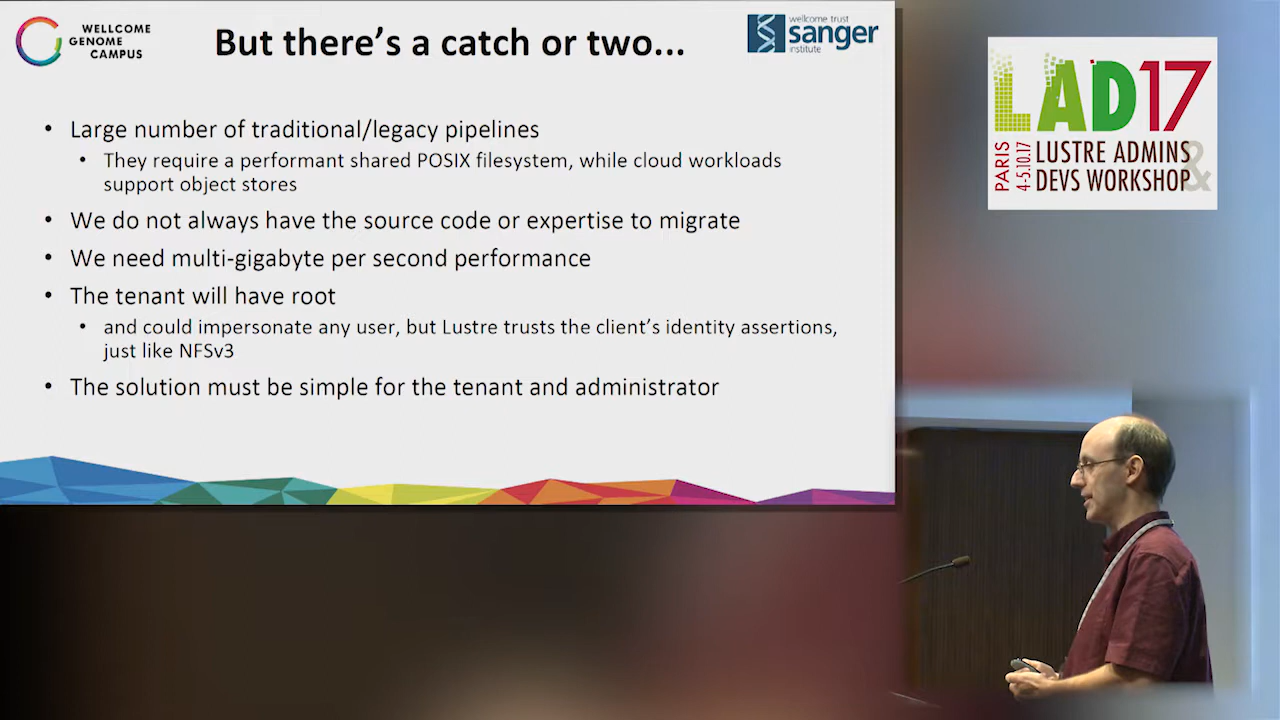 WELLCOME
GENOME
CAMPUS
But there's a catch or two...
wellcome trust
sanger
institute
• Large number of traditional/legacy pipelines
• They require a performant shared POSIX filesystem, while cloud workloads
support object stores
• We do not always have the source code or expertise to migrate
• We need multi-gigabyte per second performance
• The tenant will have root
• and could impersonate any user, but Lustre trusts the client's identity assertions,
just like NFSv3
• The solution must be simple for the tenant and administrator
LAD17
PARIS
4-5.10.17
LUSTRE ADMINS
& DEVS WORKSHOP